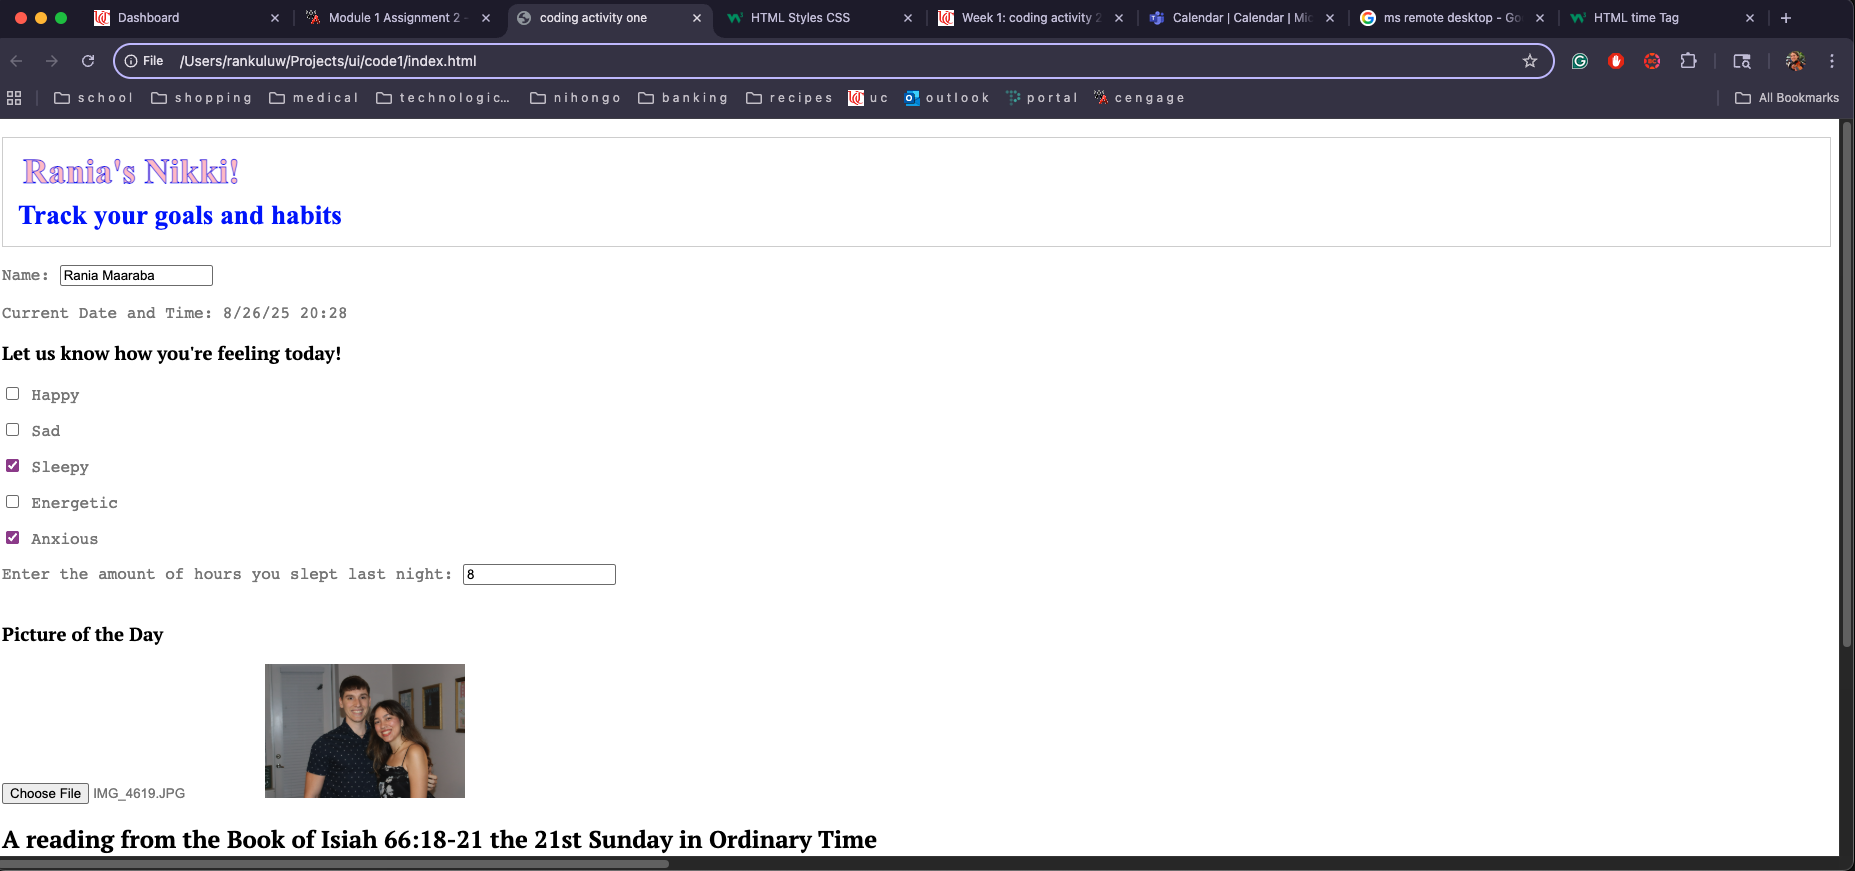 Dashboard
Module 1 Assignment 2 -
coding activity one
HTML Styles CSS
Week 1: coding activity 2
Calendar | Calendar | Mic
ms remote desktop - Go
HTML time Tag
File /Users/rankuluw/Projects/ui/code1/index.html
school shopping medical technologic... nihongo banking recipes uc outlook portal cengage All Bookmarks
Rania's Nikki!
Track your goals and habits
Name: Rania Maaraba
Current Date and Time: 8/26/25 20:28
Let us know how you're feeling today!
Happy
Sad
Sleepy
Energetic
Anxious
Enter the amount of hours you slept last night: 8
Picture of the Day
Choose File IMG_4619.JPG
A reading from the Book of Isiah 66:18-21 the 21st Sunday in Ordinary Time